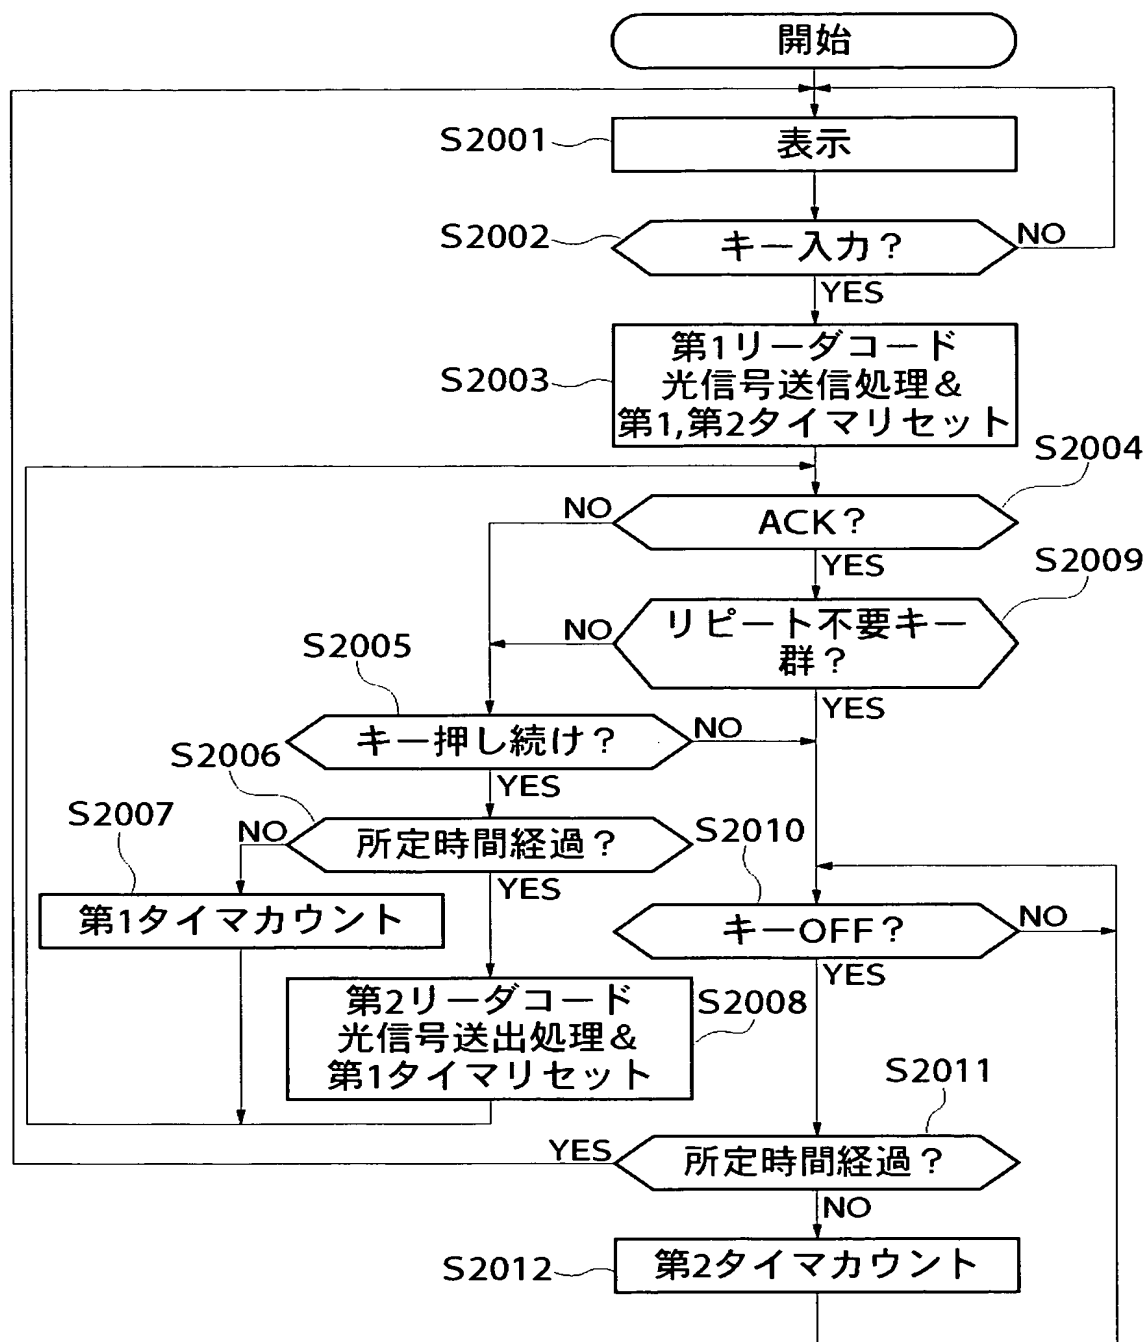 開始
S2001
表示
S2002
キー入力？
NO
YES
第1リーダコード
S2003
光信号送信処理&
第1,第2タイマリセット
S2004
NO
ACK？
YES
S2009
NO
リピート不要キー
群？
S2005
YES
キー押し続け？
NO
S2006
YES
S2007
NO
所定時間経過？
S2010
YES
第1タイマカウント
キーOFF？
NO
YES
第2リーダコード
S2008
光信号送出処理&
第1タイマリセット
S2011
YES
所定時間経過？
NO
S2012
第2タイマカウント